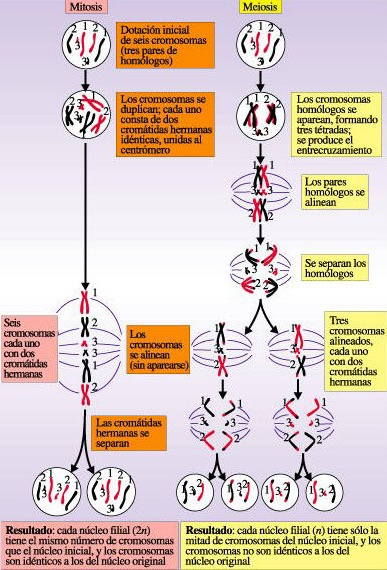 Mitosis
Meiosis
Dotación inicial
de seis cromosomas
(tres pares de
homólogos)
Los cromosomas se
duplican; cada uno
consta de dos
cromátidas hermanas
idénticas, unidas al
centrómero
Los cromosomas
homólogos se
aparean, formando
tres tétradas;
se produce el
entrecruzamiento
Los pares
homólogos se
alinean
Se separan los
homólogos
Seis
cromosomas
cada uno
con dos
cromátidas
hermanas
1
2
3
3
1
2
Los
cromosomas
se alinean
(sin aparearse)
Tres
cromosomas
alineados,
cada uno
con dos
cromátidas
hermanas
Las cromátidas
hermanas se
separan
Resultado: cada núcleo filial (2n)
tiene el mismo número de cromosomas
que el núcleo inicial, y los cromosomas
son idénticos a los del núcleo original
Resultado: cada núcleo filial (n) tiene sólo la
mitad de cromosomas del núcleo inicial, y los
cromosomas no son idénticos a los del
núcleo original